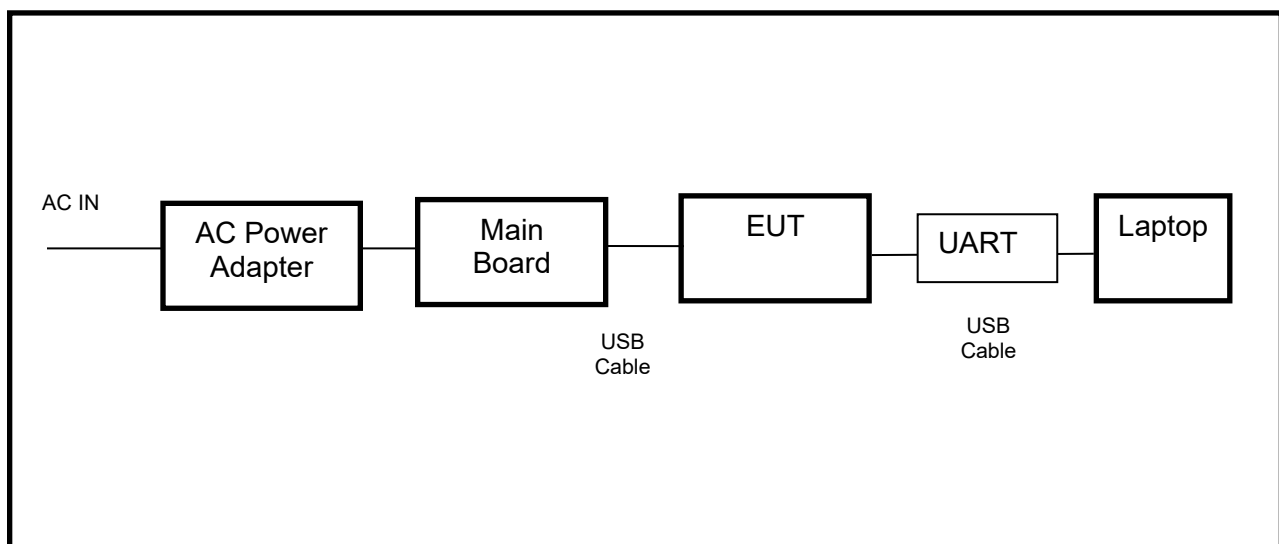 AC IN
AC Power
Adapter
Main
Board
EUT
UART
Laptop
USB
Cable
USB
Cable